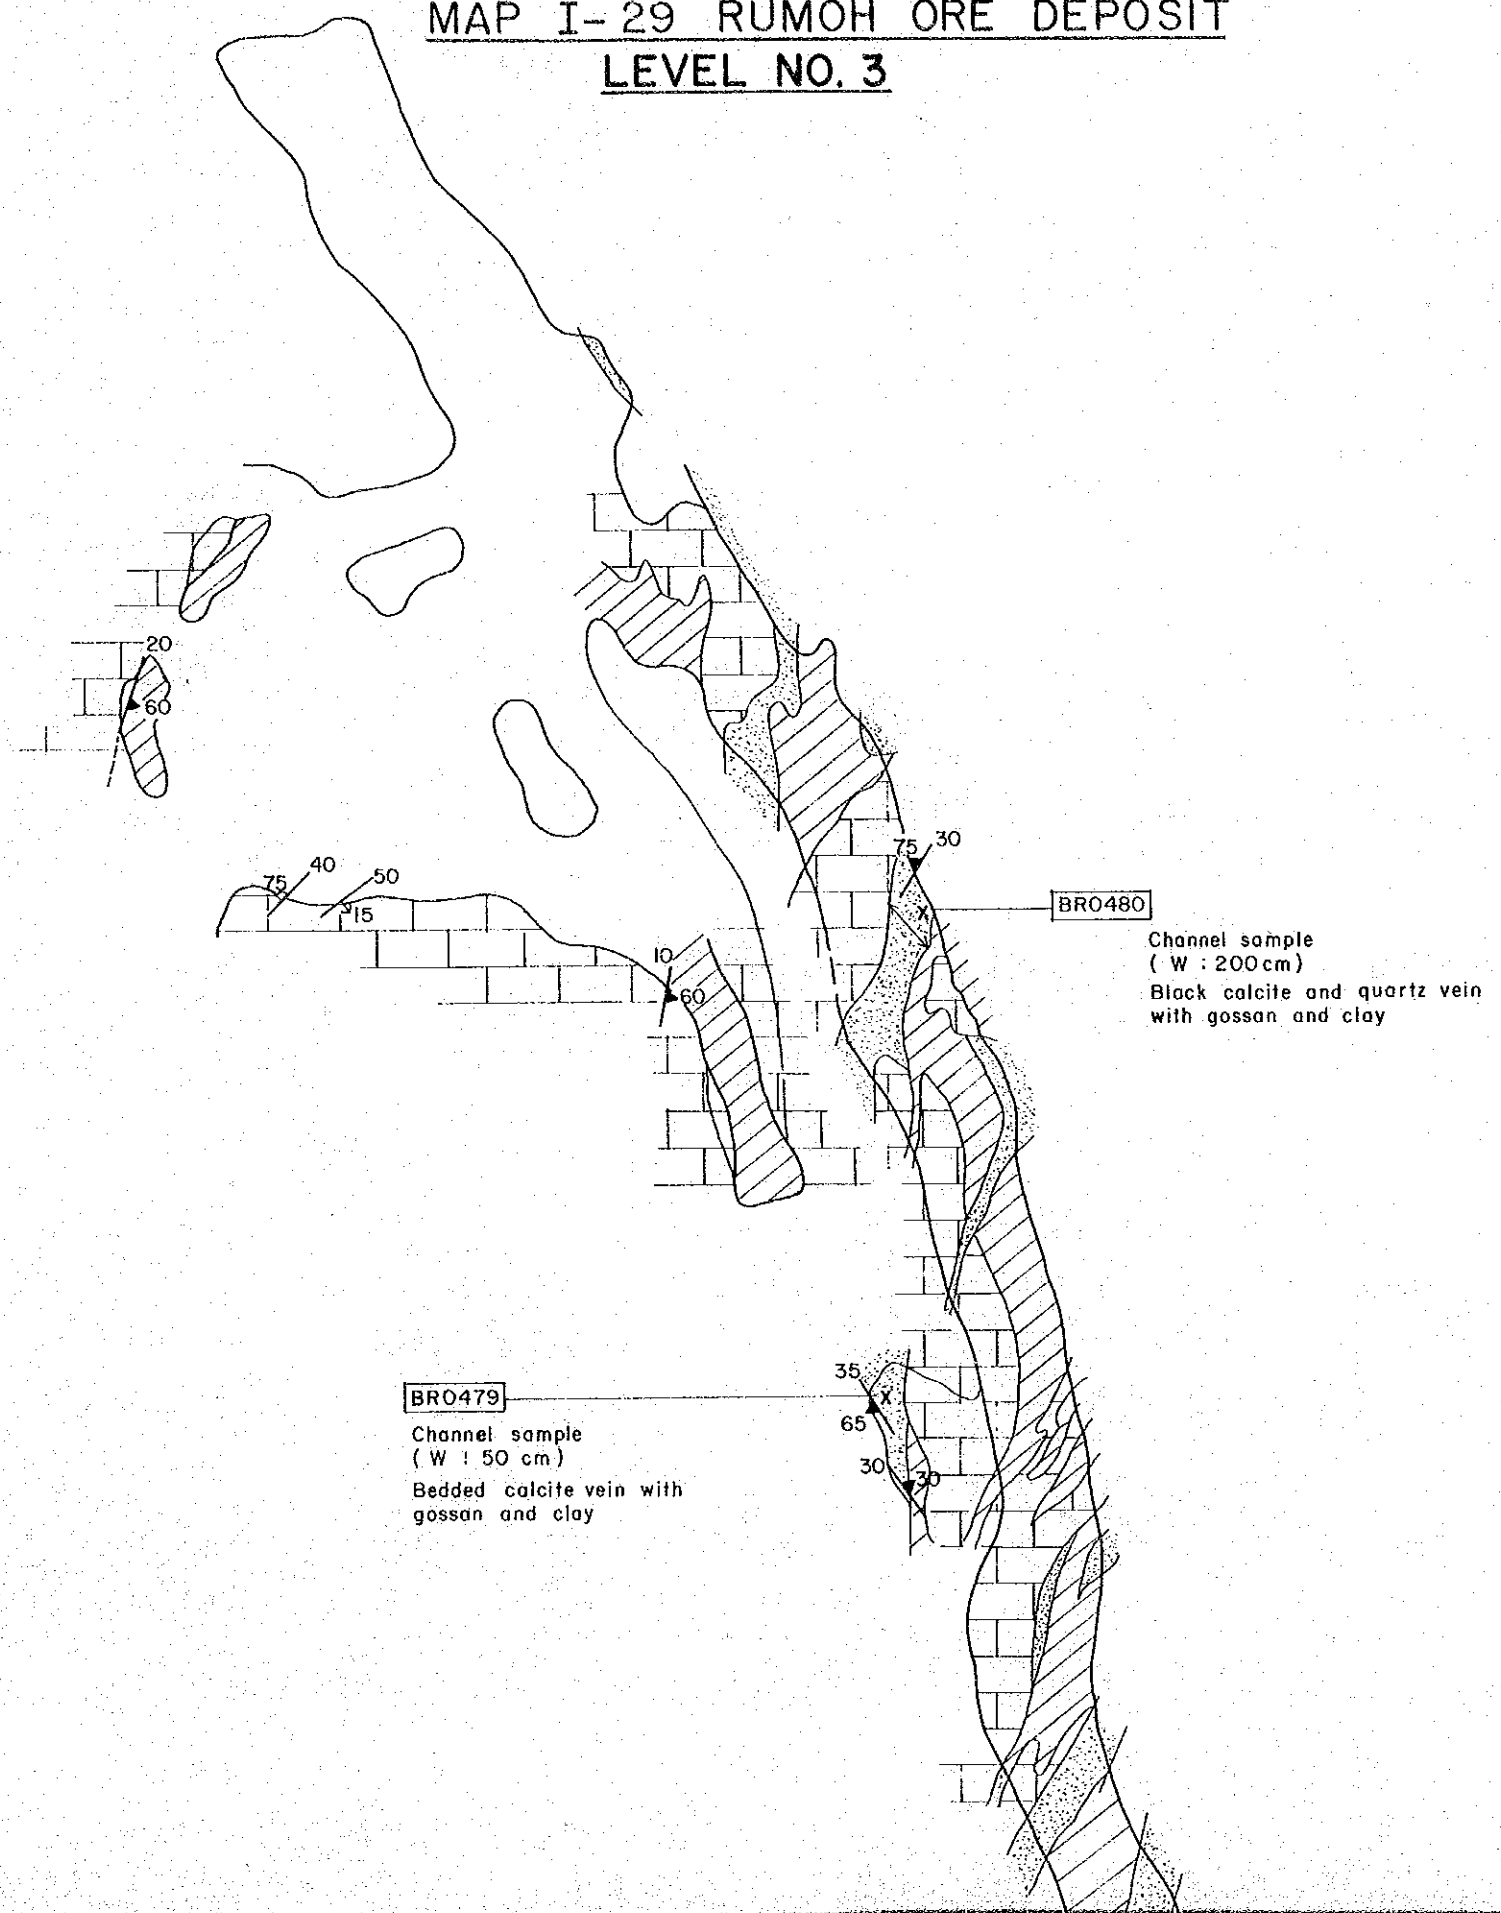 MAP I-29 RUMOH ORE DEPOSIT
LEVEL NO. 3
20
60
75
40
50
15
10
60
75
30
BRO480
Channel sample
( W : 200cm)
Black calcite and quartz vein
with gossan and clay
35
65
30
30
BRO479
Channel sample
( W : 50 cm)
Bedded calcite vein with
gossan and clay